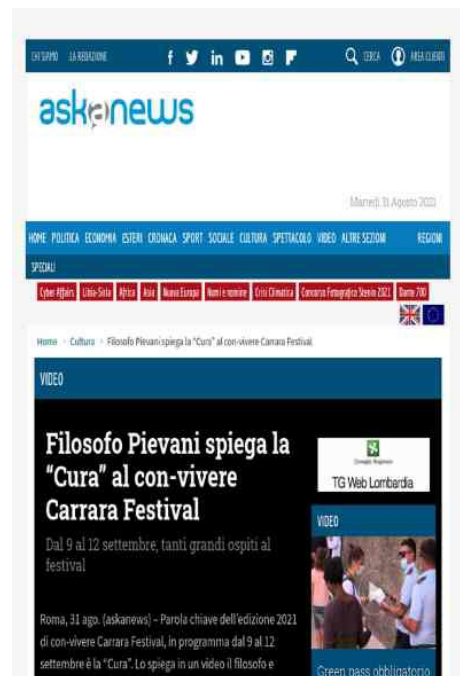 CHI SIAMO LA REDAZIONE
CERCA AREA CLIENTI
askanews
Martedì 31 Agosto 2021
HOME POLITICA ECONOMIA ESTERI CRONACA SPORT SOCIALE CULTURA SPETTACOLO VIDEO ALTRE SEZIONI REGIONI
SPECIALI
Cyber Affairs Libia-Siria Africa Asia Nuova Europa Nomi e nomine Crisi Climatica Concorso Fotografico Stenin 2021 Dante 700
Home Cultura Filosofo Pievani spiega la "Cura" al con-vivere Carrara Festival
VIDEO
Filosofo Pievani spiega la
“Cura” al con-vivere
Carrara Festival
Dal 9 al 12 settembre, tanti grandi ospiti al
festival
Roma, 31 ago. (askanews) – Parola chiave dell'edizione 2021
di con-vivere Carrara Festival, in programma dal 9 al 12
settembre è la “Cura”. Lo spiega in un video il filosofo e
TG Web Lombardia
VIDEO
Green pass obbligatorio